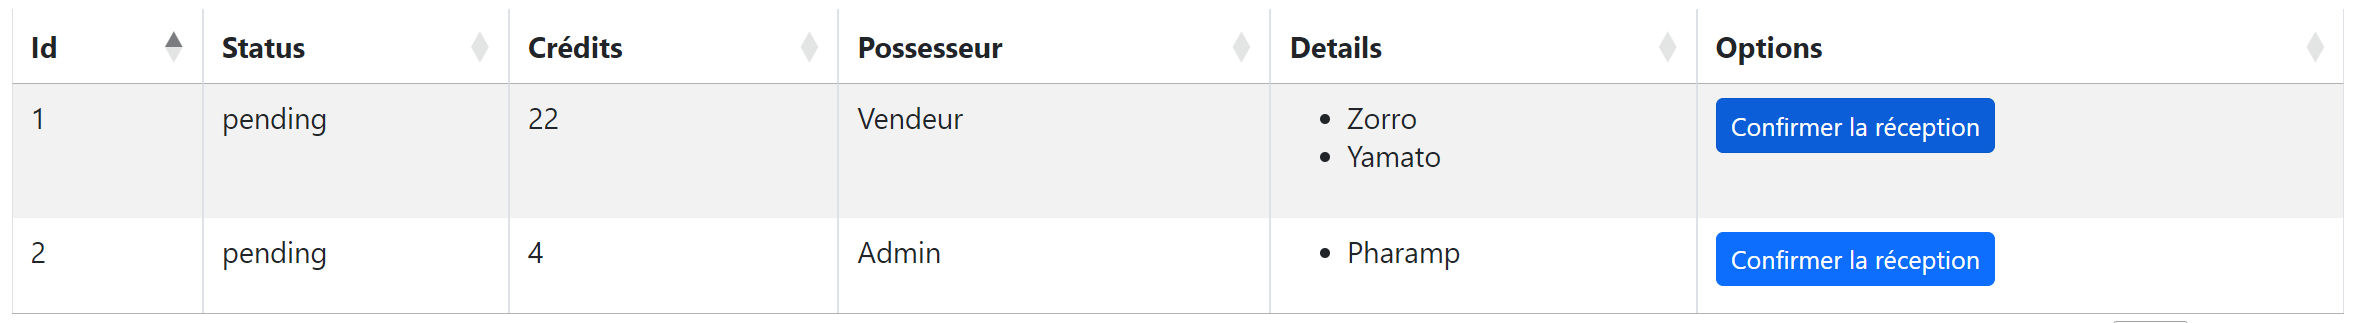 Id Status Crédits Possesseur Details Options
1 pending 22 Vendeur • Zorro Confirmer la réception
• Yamato
2 pending 4 Admin • Pharamp Confirmer la réception